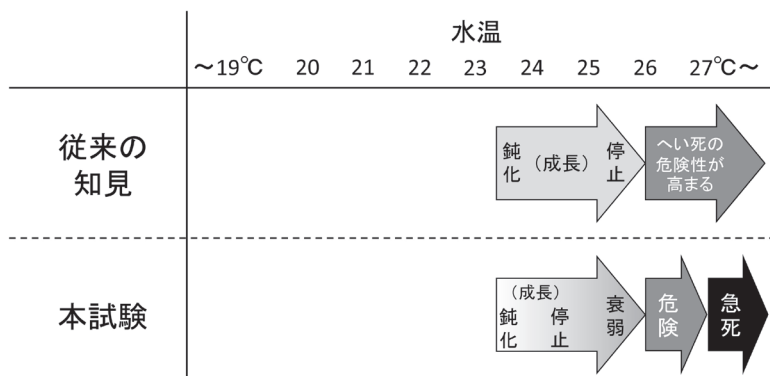 水温
～19℃ 20 21 22 23 24 25 26 27℃～
従来の
知見
鈍化 （成長） 停止
へい死の
危険性が
高まる
本試験
（成長）
鈍化 停止 衰弱
危険
急死